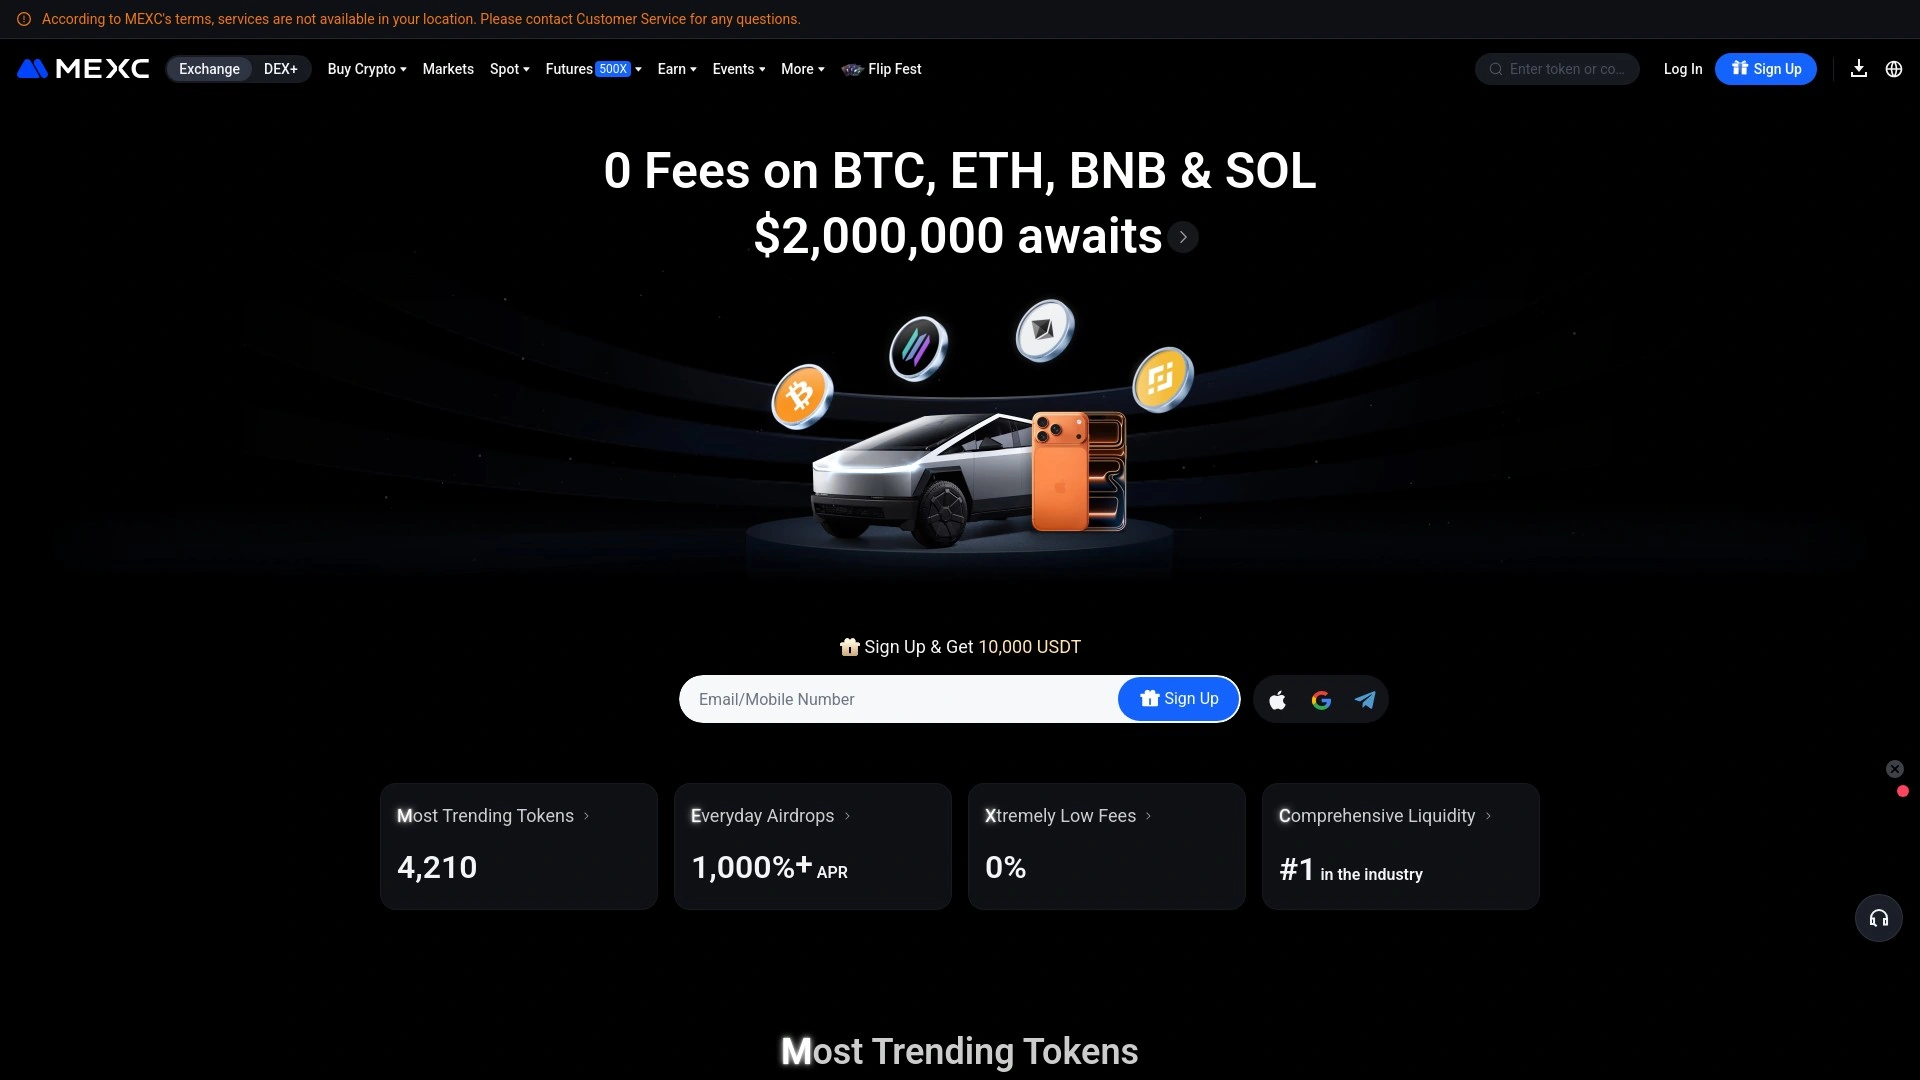 According to MEXC's terms, services are not available in your location. Please contact Customer Service for any questions.
MEXC Exchange DEX+ Buy Crypto Markets Spot Futures 500X Earn Events More Flip Fest Enter token or co... Log In Sign Up
0 Fees on BTC, ETH, BNB & SOL
$2,000,000 awaits
Sign Up & Get 10,000 USDT
Email/Mobile Number Sign Up
Most Trending Tokens
4,210
Everyday Airdrops
1,000%+ APR
Xtremely Low Fees
0%
Comprehensive Liquidity
#1 in the industry
Most Trending Tokens